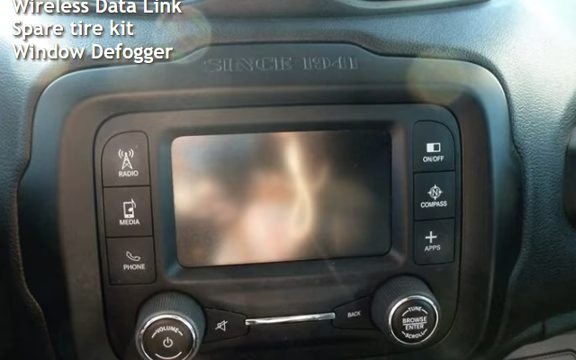 Wireless Data Link
Spare tire kit
Window Defogger
SINCE 1941
RADIO
ON/OFF
MEDIA
COMPASS
PHONE
APPS
VOLUME
BACK
TUNE
BROWSE
ENTER
SCROLL